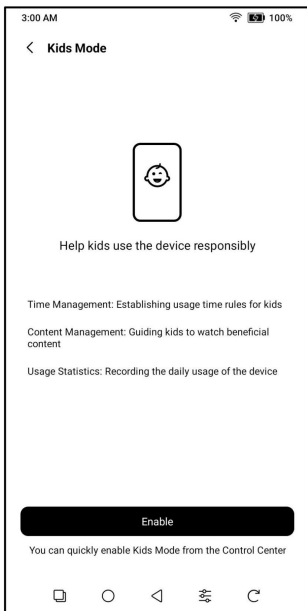 3:00 AM 100%
Kids Mode
Help kids use the device responsibly
Time Management: Establishing usage time rules for kids
Content Management: Guiding kids to watch beneficial
content
Usage Statistics: Recording the daily usage of the device
Enable
You can quickly enable Kids Mode from the Control Center